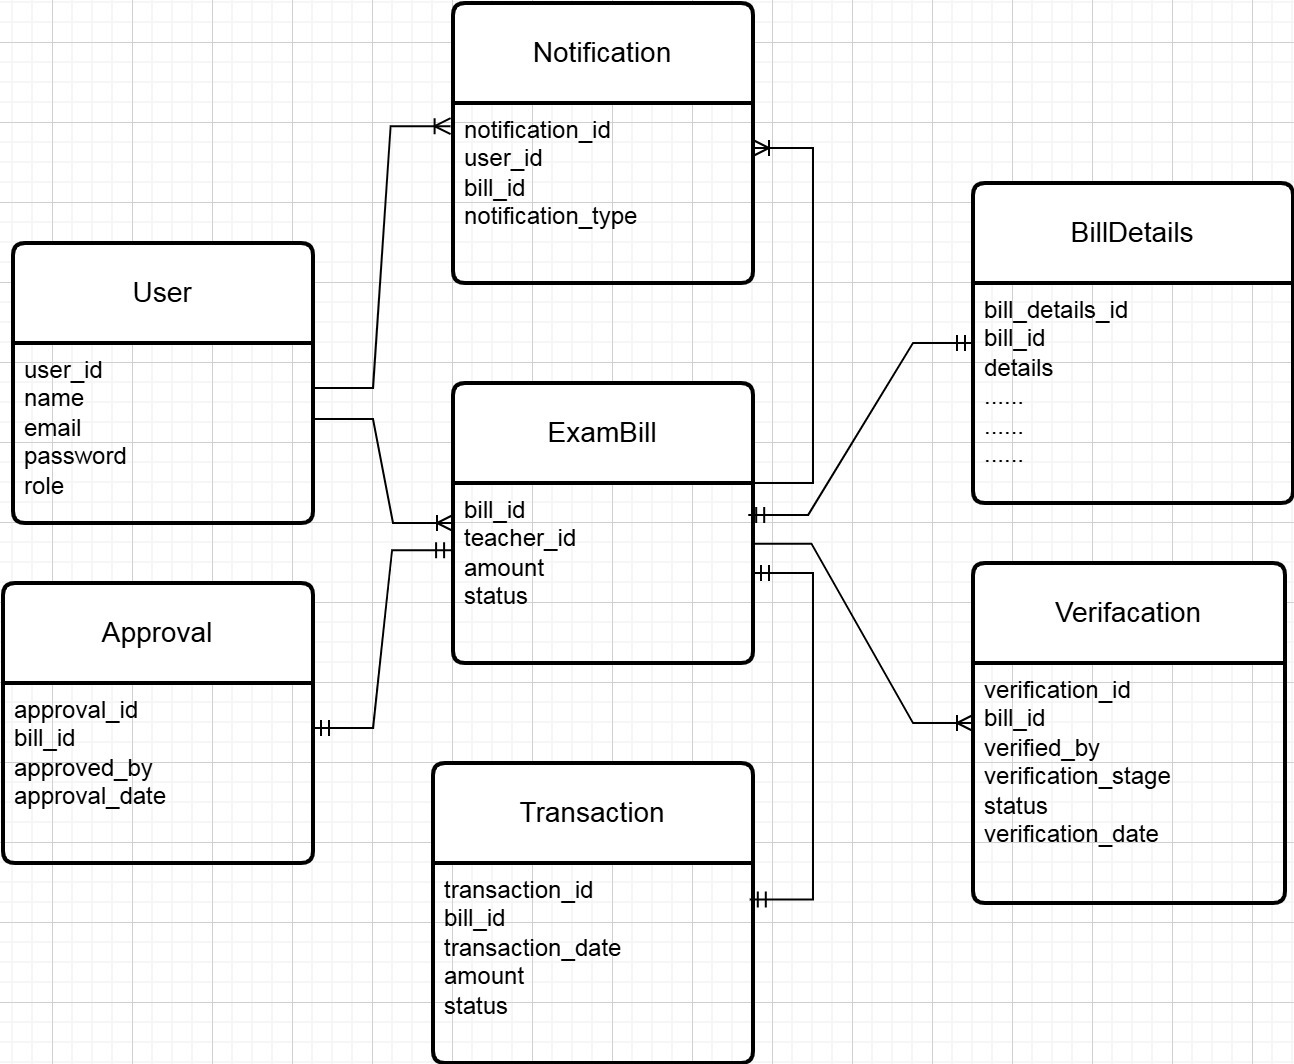 Notification
notification_id
user_id
bill_id
notification_type
User
user_id
name
email
password
role
ExamBill
bill_id
teacher_id
amount
status
BillDetails
bill_details_id
bill_id
details
......
......
......
Approval
approval_id
bill_id
approved_by
approval_date
Transaction
transaction_id
bill_id
transaction_date
amount
status
Verifacation
verification_id
bill_id
verified_by
verification_stage
status
verification_date